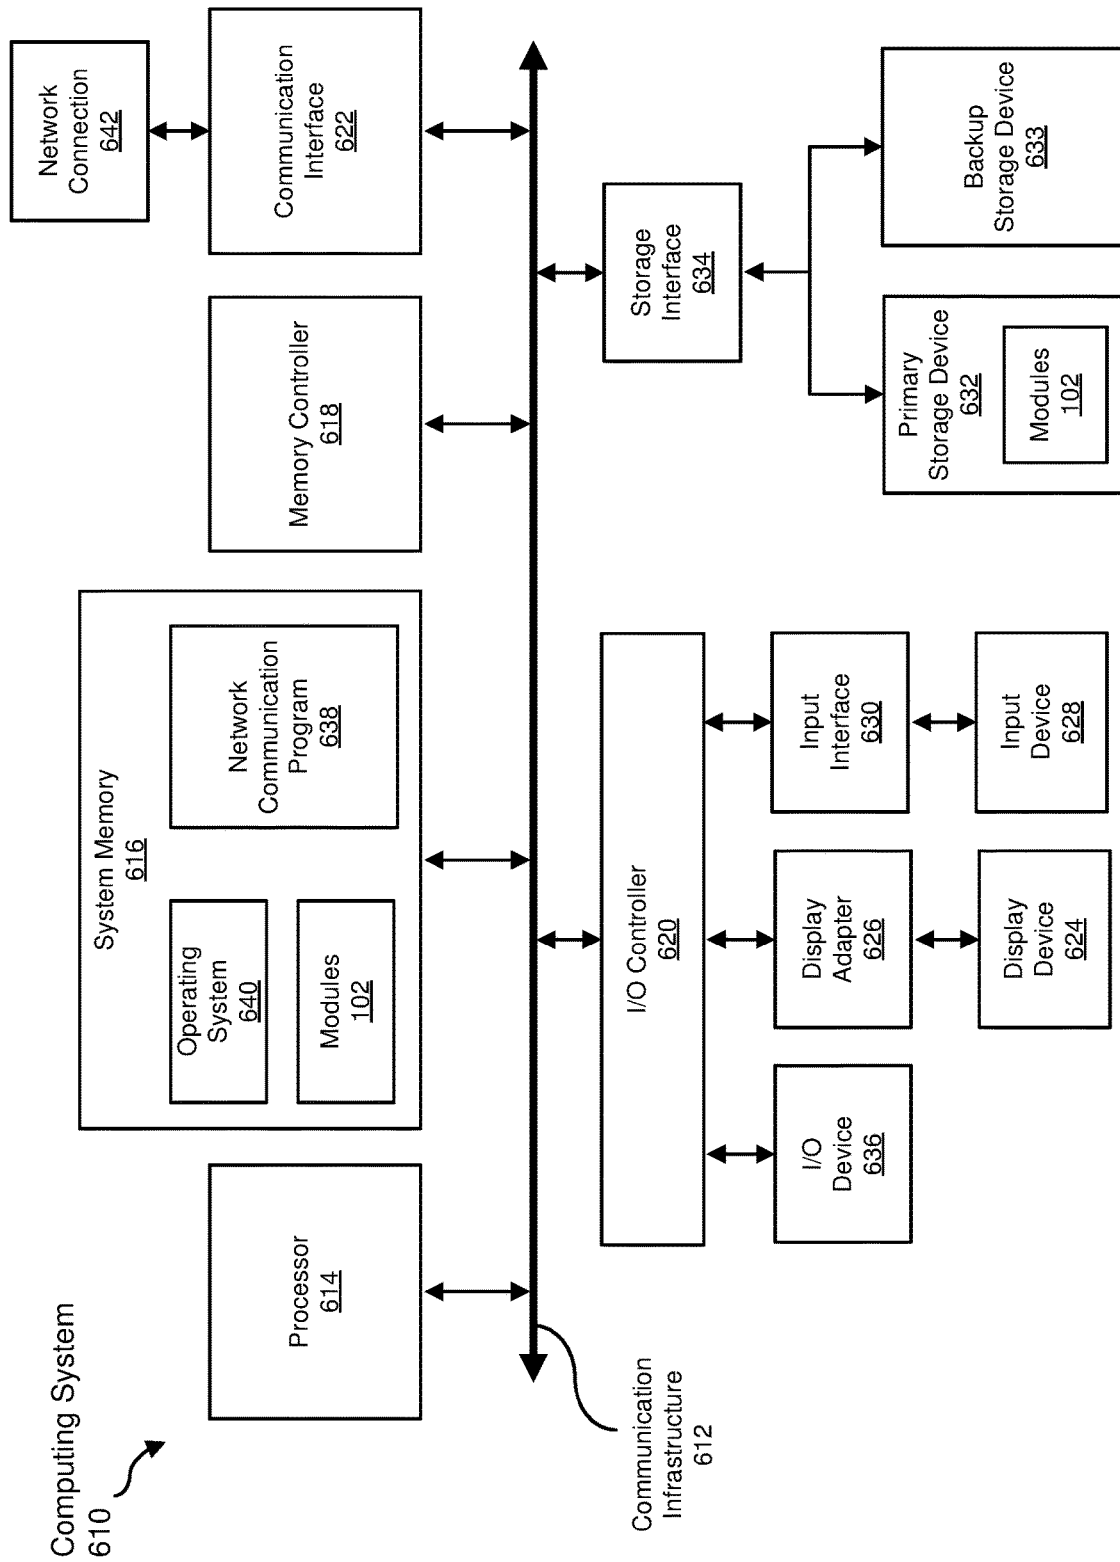 Computing System
610
Processor
614
System Memory
616
Operating
System
640
Modules
102
Network
Communication
Program
638
Memory Controller
618
Communication
Interface
622
Network
Connection
642
Communication
Infrastructure
612
I/O Controller
620
Storage
Interface
634
I/O
Device
636
Display
Adapter
626
Input
Interface
630
Display
Device
624
Input
Device
628
Primary
Storage Device
632
Modules
102
Backup
Storage Device
633